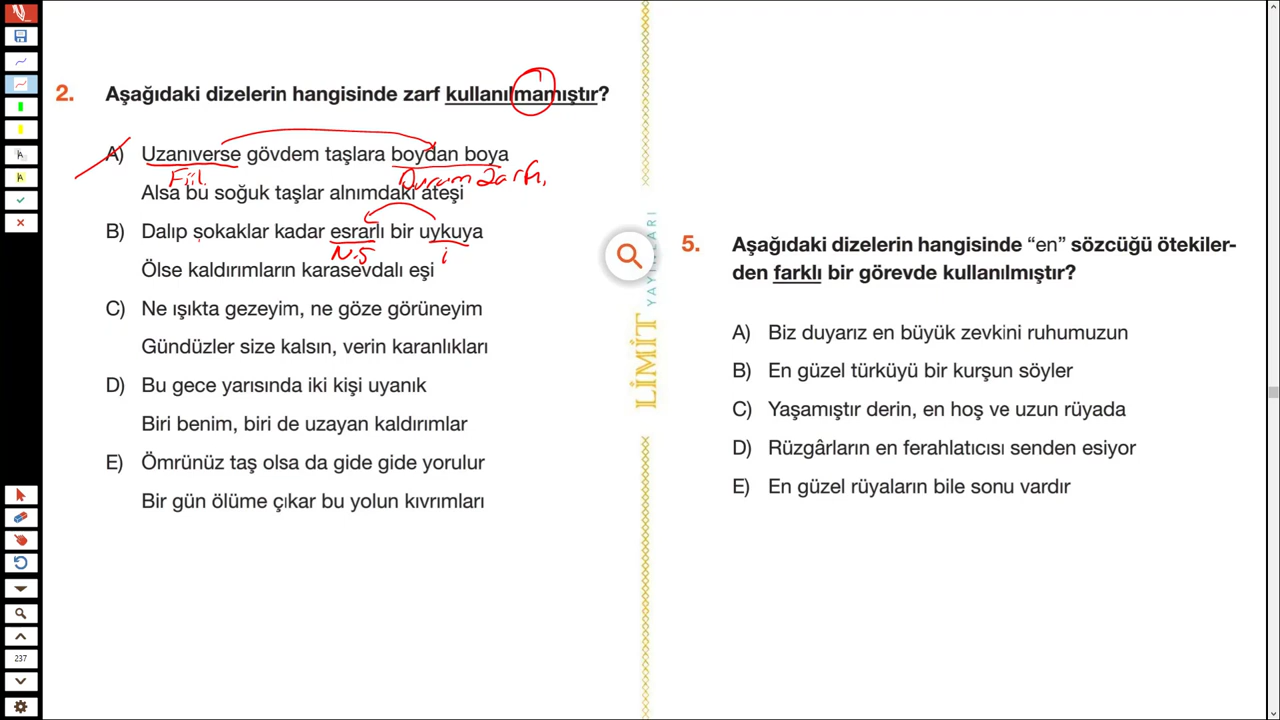 2. Aşağıdaki dizelerin hangisinde zarf kullanılmamıştır?
A) Uzanıverse gövdem taşlara boydan boya
Fiil. Durum Zarfı,
Alsa bu soğuk taşlar alnımdaki ateşi
B) Dalıp sokaklar kadar esrarlı bir uykuya
N.S i
Ölse kaldırımların karasevdalı eşi
C) Ne ışıkta gezeyim, ne göze görüneyim
Gündüzler size kalsın, verin karanlıkları
D) Bu gece yarısında iki kişi uyanık
Biri benim, biri de uzayan kaldırımlar
E) Ömrünüz taş olsa da gide gide yorulur
Bir gün ölüme çıkar bu yolun kıvrımları
LİMİT YAYINLARI
5. Aşağıdaki dizelerin hangisinde “en” sözcüğü ötekiler-
den farklı bir görevde kullanılmıştır?
A) Biz duyarız en büyük zevkini ruhumuzun
B) En güzel türküyü bir kurşun söyler
C) Yaşamıştır derin, en hoş ve uzun rüyada
D) Rüzgârların en ferahlatıcısı senden esiyor
E) En güzel rüyaların bile sonu vardır
A
A
237